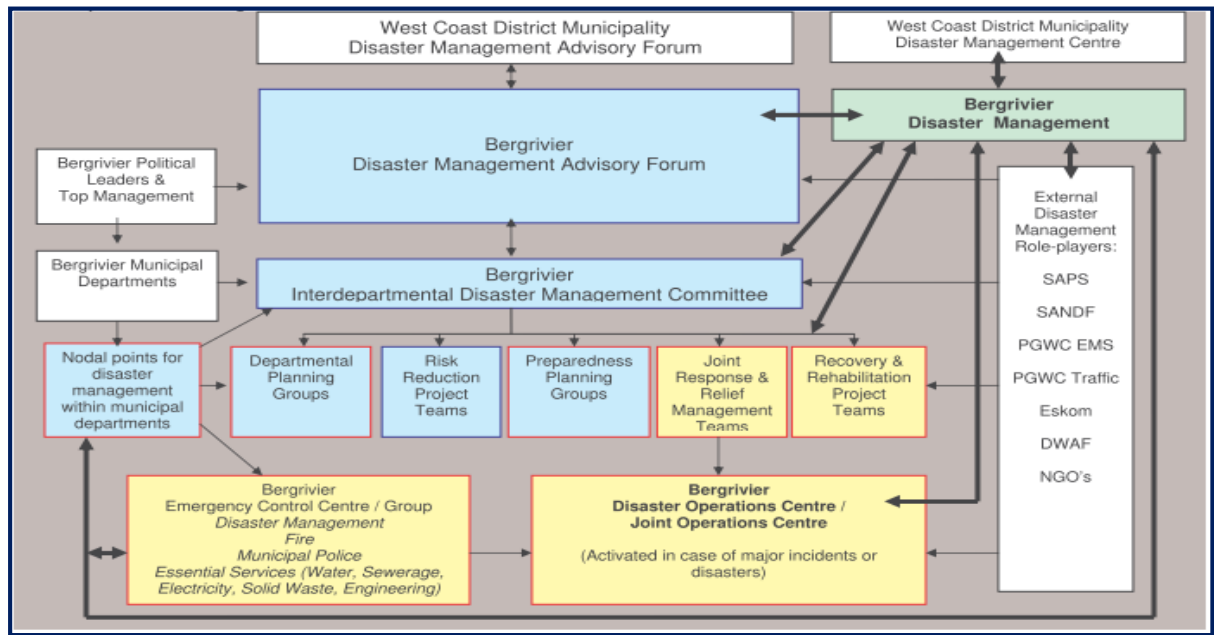 West Coast District Municipality
Disaster Management Advisory Forum
West Coast District Municipality
Disaster Management Centre
Bergrivier
Disaster Management
Bergrivier
Disaster Management Advisory Forum
Bergrivier Political
Leaders &
Top Management
Bergrivier Municipal
Departments
Bergrivier
Interdepartmental Disaster Management Committee
External
Disaster
Management
Role-players:
SAPS
SANDF
PGWC EMS
PGWC Traffic
Eskom
DWAF
NGO's
Nodal points for
disaster
management
within municipal
departments
Departmental
Planning
Groups
Risk
Reduction
Project
Teams
Preparedness
Planning
Groups
Joint
Response &
Relief
Management
Teams
Recovery &
Rehabilitation
Project
Teams
Bergrivier
Emergency Control Centre / Group
Disaster Management
Fire
Municipal Police
Essential Services (Water, Sewerage,
Electricity, Solid Waste, Engineering)
Bergrivier
Disaster Operations Centre /
Joint Operations Centre
(Activated in case of major incidents or
disasters)